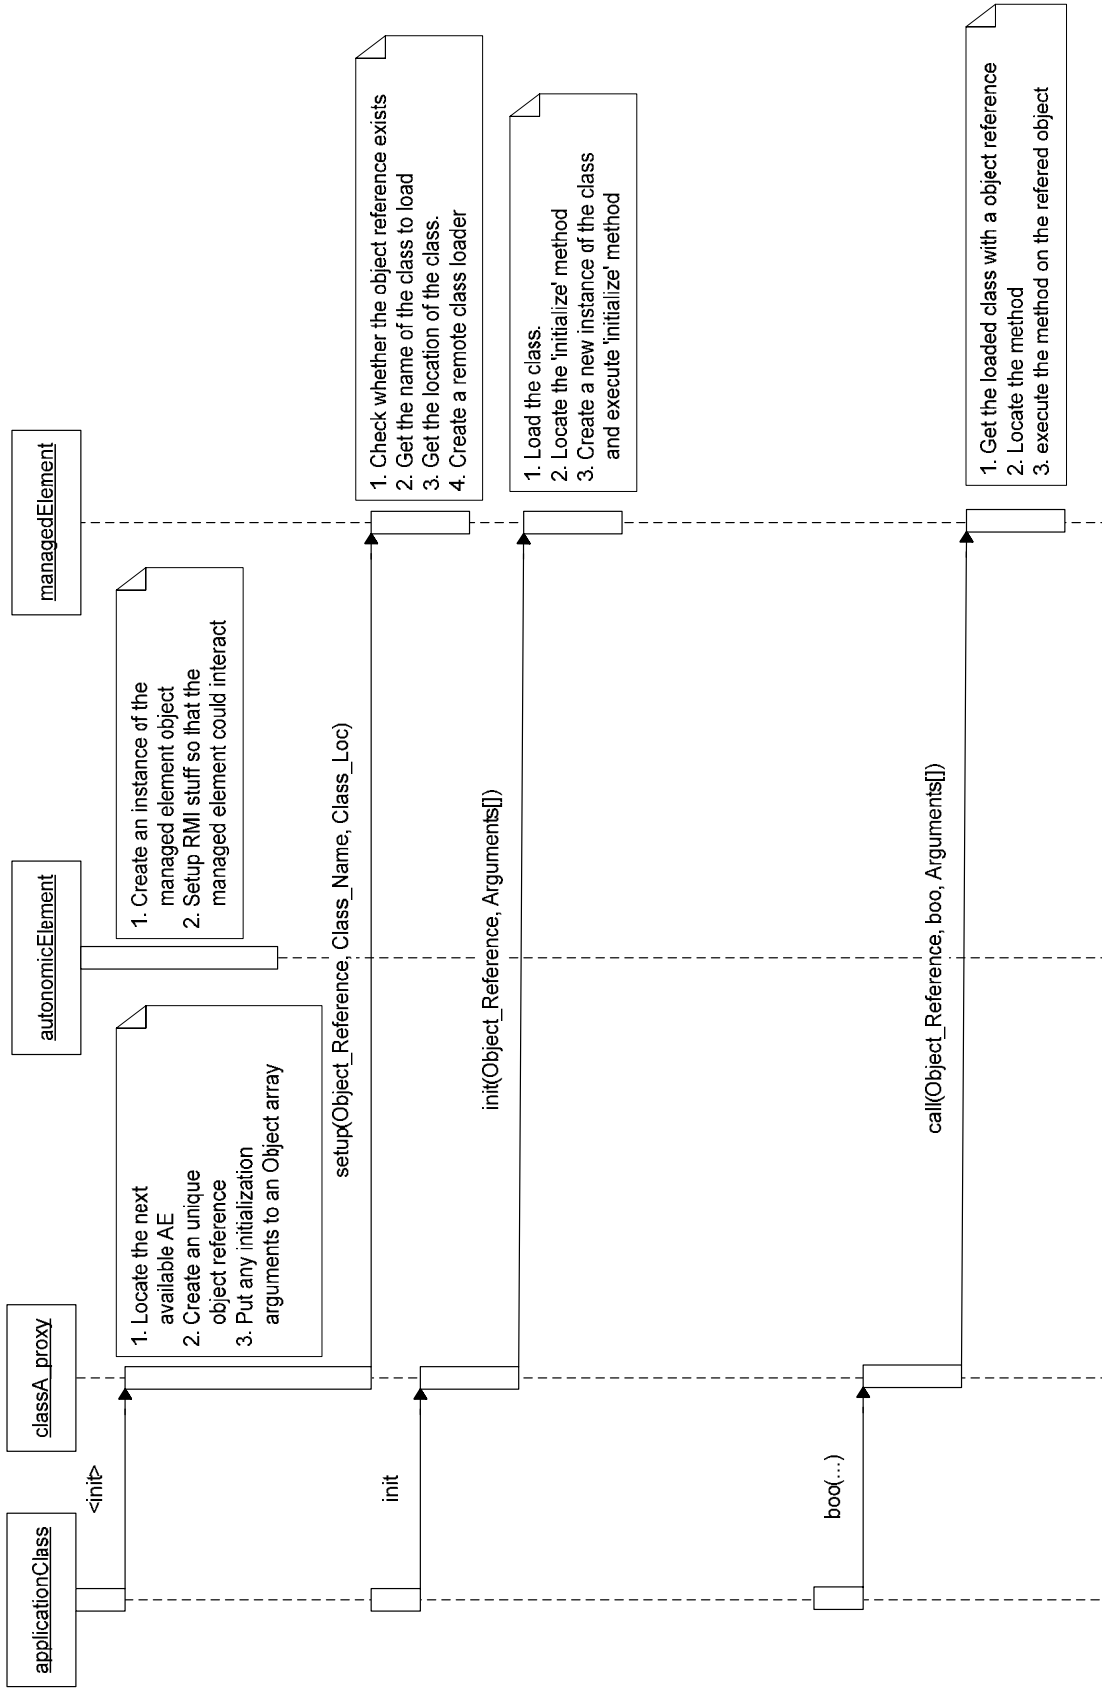 applicationClass
classA_proxy
autonomicElement
managedElement
<init>
1. Locate the next
available AE
2. Create an unique
object reference
3. Put any initialization
arguments to an Object array
1. Create an instance of the
managed element object
2. Setup RMI stuff so that the
managed element could interact
setup(Object_Reference, Class_Name, Class_Loc)
1. Check whether the object reference exists
2. Get the name of the class to load
3. Get the location of the class.
4. Create a remote class loader
init
init(Object_Reference, Arguments[])
1. Load the class.
2. Locate the 'initialize' method
3. Create a new instance of the class
and execute 'initialize' method
boo(...)
call(Object_Reference, boo, Arguments[])
1. Get the loaded class with a object reference
2. Locate the method
3. execute the method on the refered object